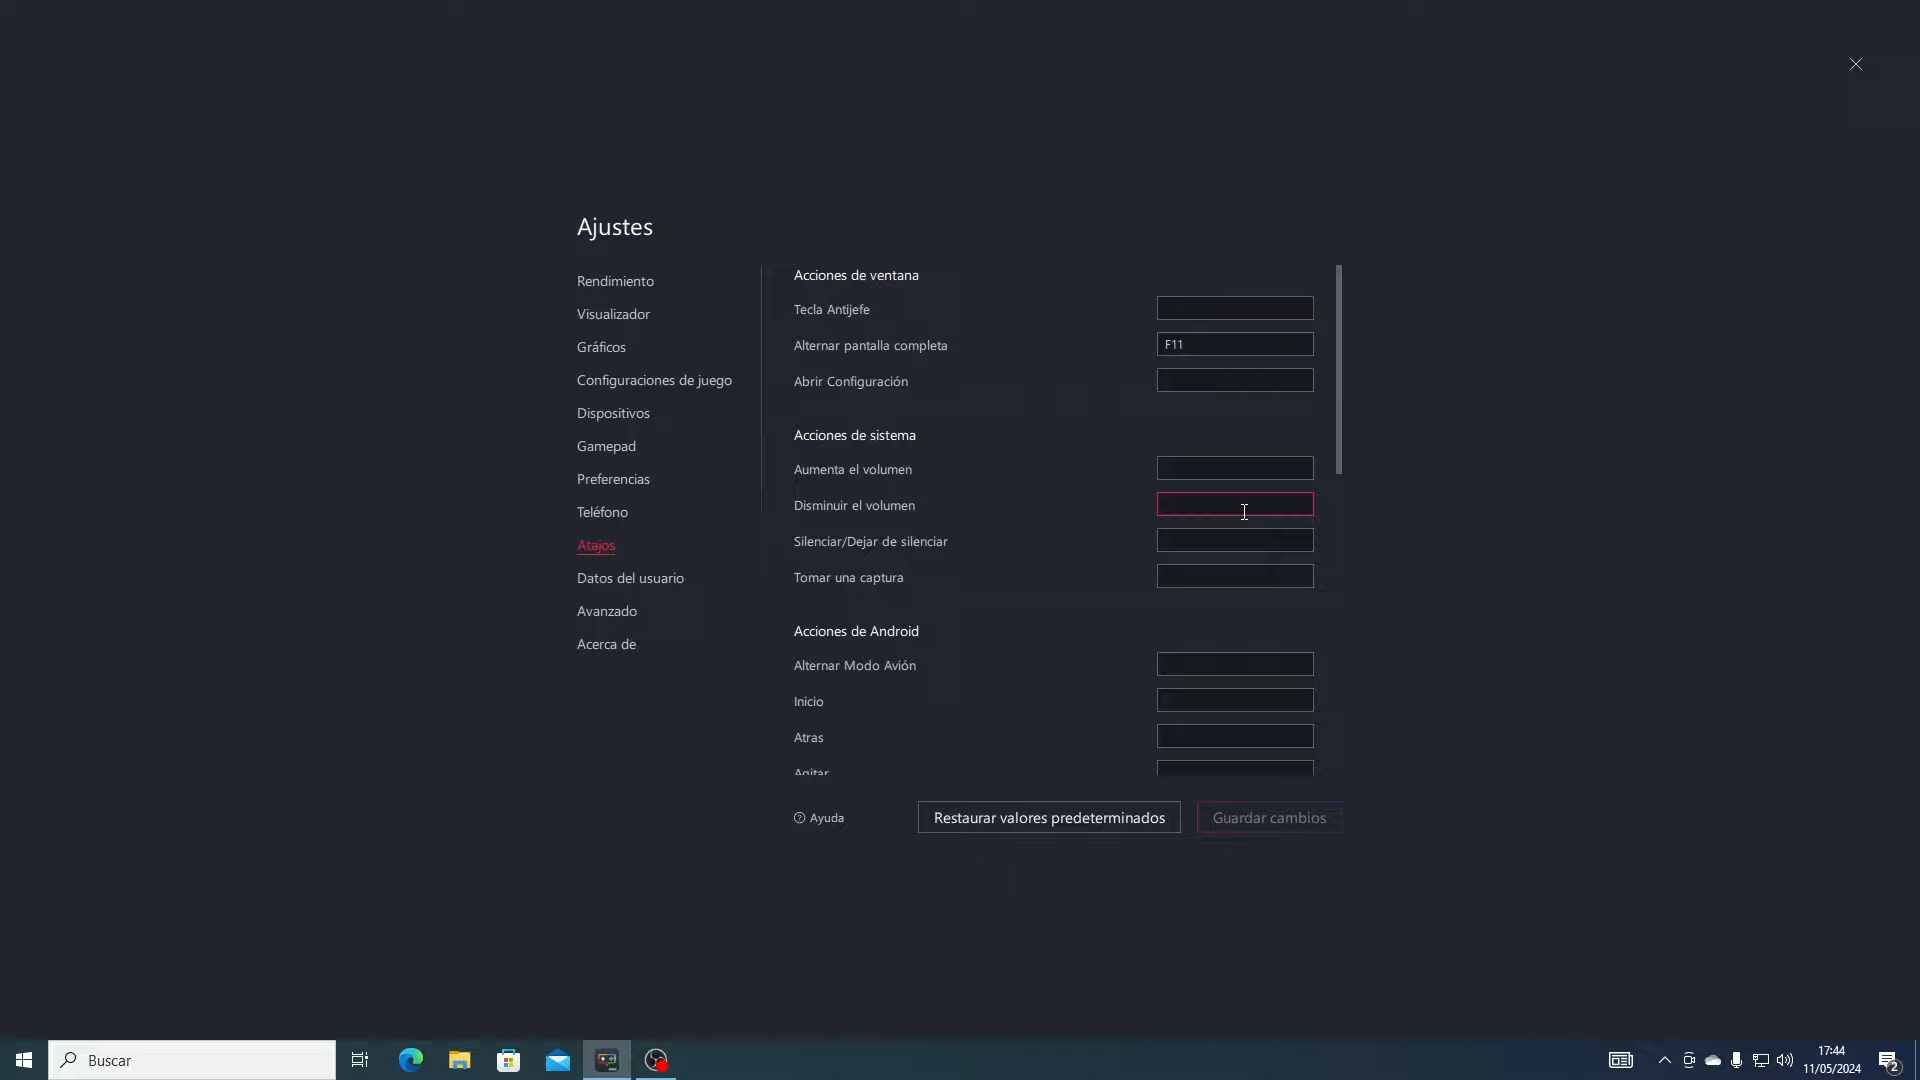 Ajustes
Rendimiento
Visualizador
Gráficos
Configuraciones de juego
Dispositivos
Gamepad
Preferencias
Teléfono
Atajos
Datos del usuario
Avanzado
Acerca de
Acciones de ventana
Tecla Antijefe
Alternar pantalla completa F11
Abrir Configuración
Acciones de sistema
Aumenta el volumen
Disminuir el volumen
Silenciar/Dejar de silenciar
Tomar una captura
Acciones de Android
Alternar Modo Avión
Inicio
Atras
Agitar
Ayuda Restaurar valores predeterminados Guardar cambios
Buscar
17:44
11/05/2024
2